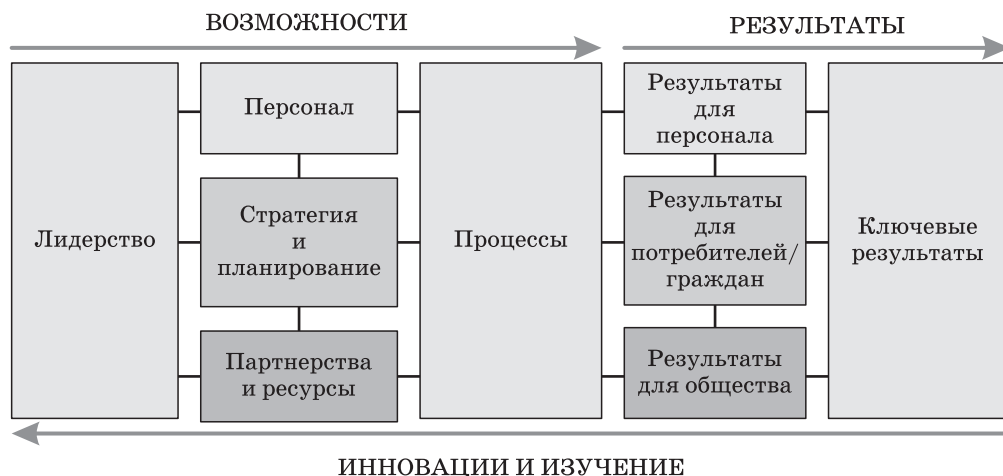 ВОЗМОЖНОСТИ
РЕЗУЛЬТАТЫ
Лидерство
Персонал
Стратегия
и
планирование
Партнерства
и ресурсы
Процессы
Результаты
для
персонала
Результаты
для
потребителей/
граждан
Результаты
для общества
Ключевые
результаты
ИННОВАЦИИ И ИЗУЧЕНИЕ